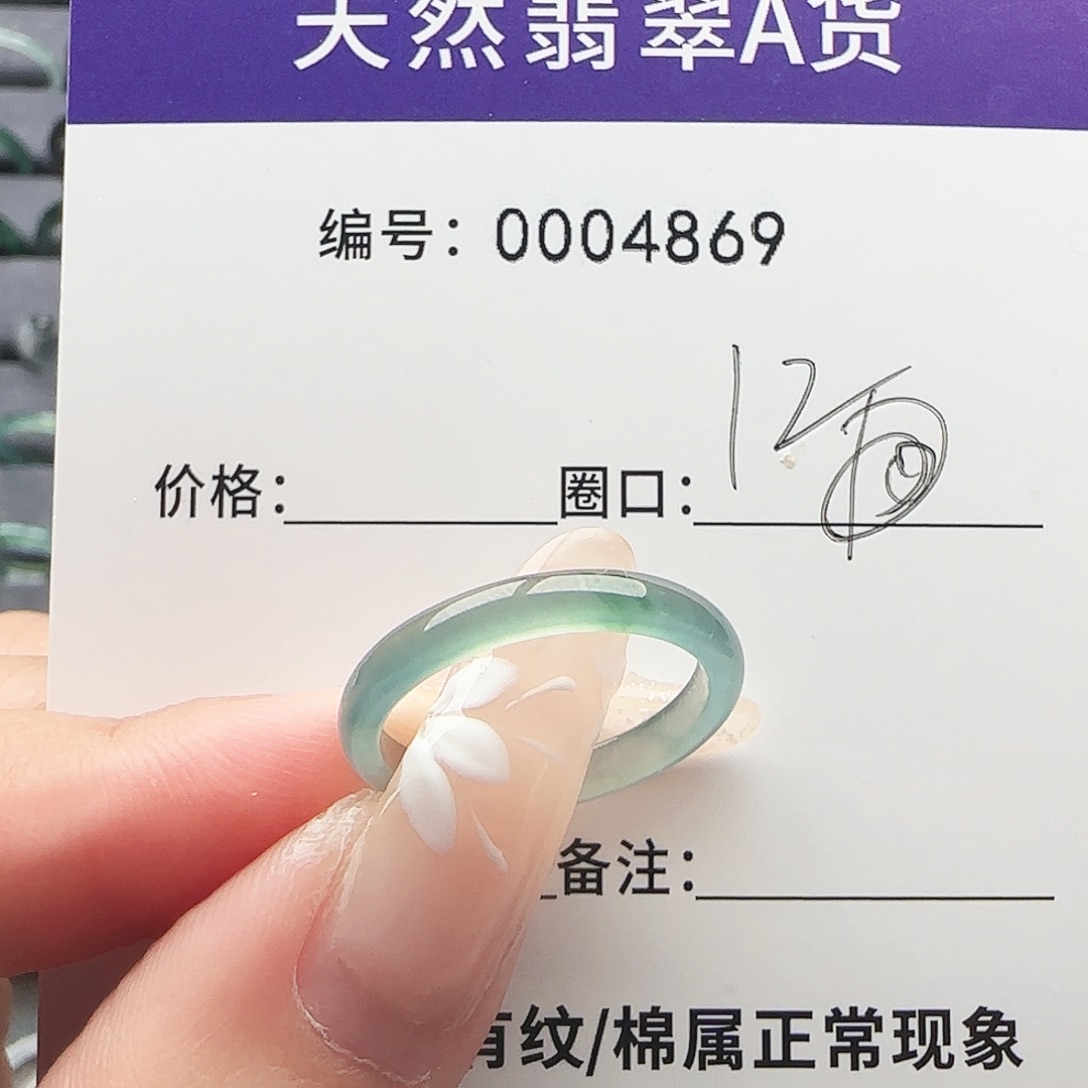 天然翡翠A货
编号：0004869
价格： 圈口： 12
备注：
有纹/棉属正常现象